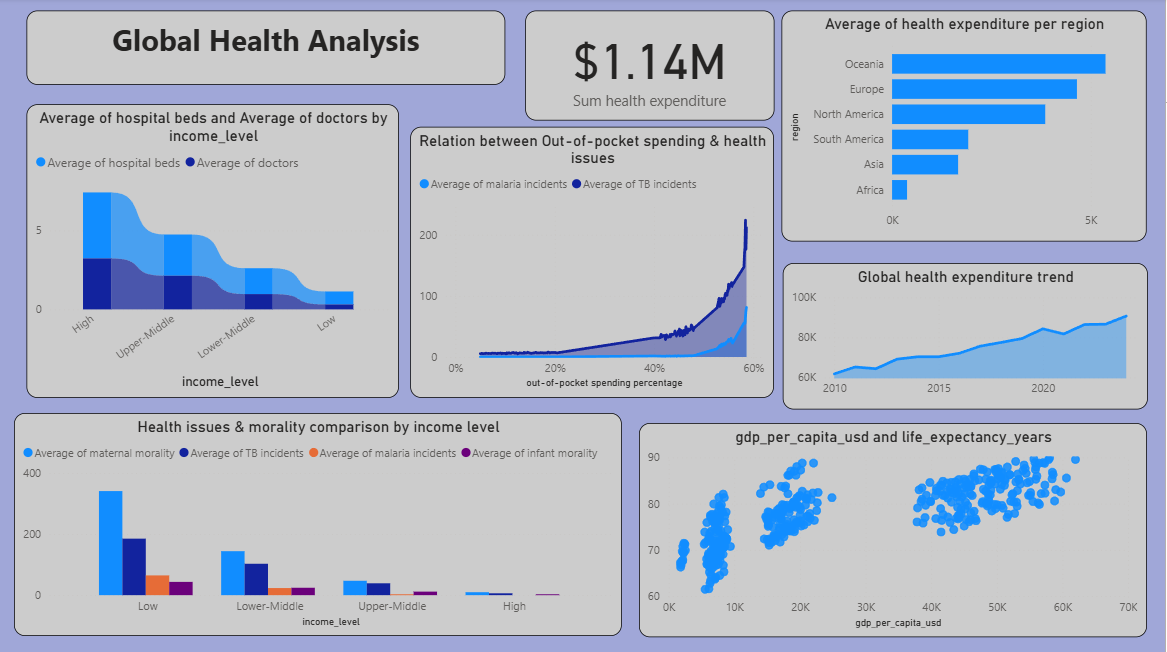 Global Health Analysis
$1.14M
Sum health expenditure
Average of health expenditure per region
region
Oceania
Europe
North America
South America
Asia
Africa
0K 5K
Average of hospital beds and Average of doctors by
income_level
Average of hospital beds Average of doctors
5
0
High Upper-Middle Lower-Middle Low
income_level
Relation between Out-of-pocket spending & health
issues
Average of malaria incidents Average of TB incidents
200
100
0
0% 20% 40% 60%
out-of-pocket spending percentage
Global health expenditure trend
100K
80K
60K
2010 2015 2020
Health issues & morality comparison by income level
Average of maternal morality Average of TB incidents Average of malaria incidents Average of infant morality
400
200
0
Low Lower-Middle Upper-Middle High
income_level
gdp_per_capita_usd and life_expectancy_years
90
80
70
60
0K 10K 20K 30K 40K 50K 60K 70K
gdp_per_capita_usd